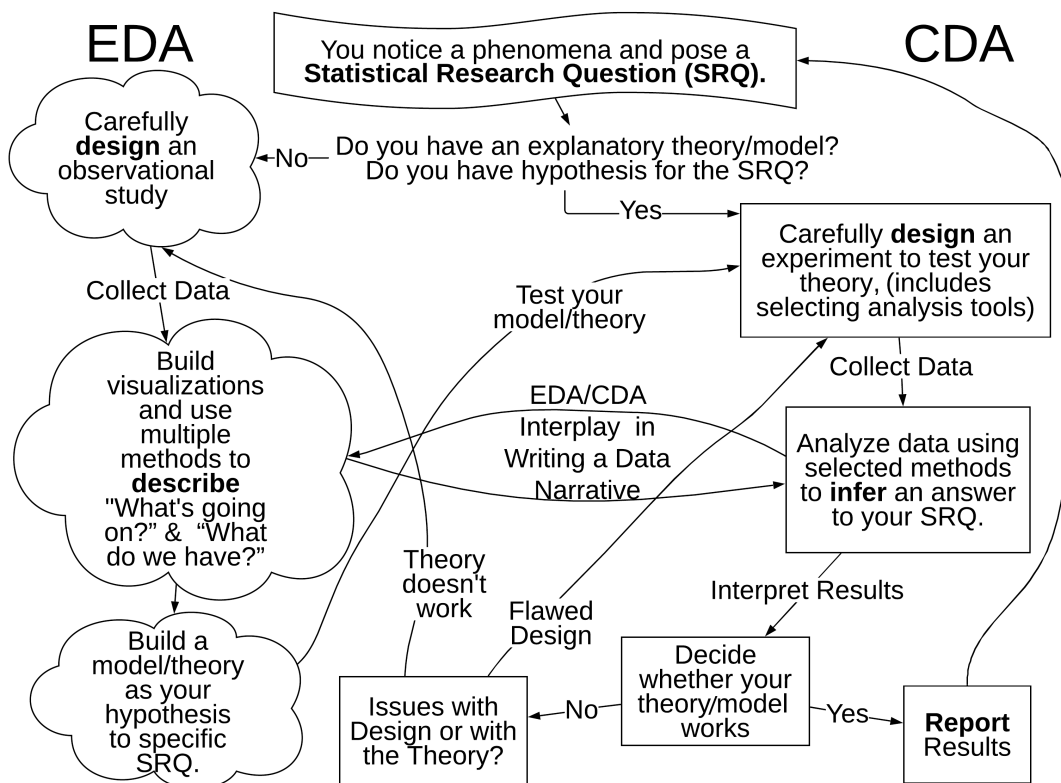 EDA
You notice a phenomena and pose a
Statistical Research Question (SRQ).
CDA
Carefully
design an
observational
study
No
Do you have an explanatory theory/model?
Do you have hypothesis for the SRQ?
Yes
Carefully design an
experiment to test your
theory, (includes
selecting analysis tools)
Collect Data
Test your
model/theory
Collect Data
Build
visualizations
and use
multiple
methods to
describe
"What's going
on?” & “What
do we have?”
EDA/CDA
Interplay in
Writing a Data
Narrative
Analyze data using
selected methods
to infer an answer
to your SRQ.
Theory
doesn't
work
Flawed
Design
Interpret Results
Build a
model/theory
as your
hypothesis
to specific
SRQ.
Issues with
Design or with
the Theory?
No
Decide
whether your
theory/model
works
Yes
Report
Results